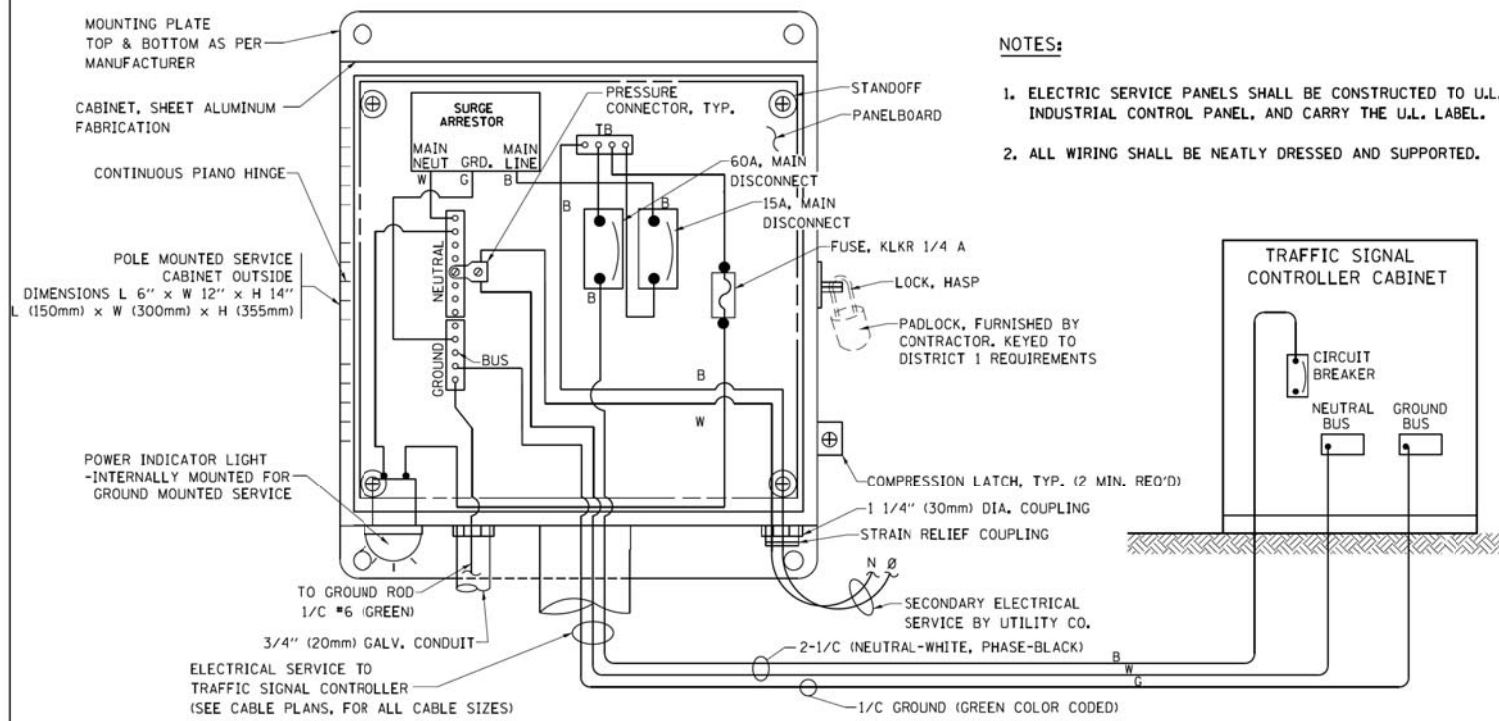 MOUNTING PLATE
TOP & BOTTOM AS PER
MANUFACTURER
CABINET, SHEET ALUMINUM
FABRICATION
CONTINUOUS PIANO HINGE
POLE MOUNTED SERVICE
CABINET OUTSIDE
DIMENSIONS L 6" x W 12" x H 14"
L (150mm) x W (300mm) x H (355mm)
POWER INDICATOR LIGHT
-INTERNALLY MOUNTED FOR
GROUND MOUNTED SERVICE
SURGE
ARRESTOR
MAIN
NEUT
GRD.
MAIN
LINE
W
G
B
PRESSURE
CONNECTOR, TYP.
TB
STANDOFF
PANELBOARD
60A, MAIN
DISCONNECT
15A, MAIN
DISCONNECT
B
B
B
FUSE, KLKR 1/4 A
NEUTRAL
GROUND
BUS
LOCK, HASP
PADLOCK, FURNISHED BY
CONTRACTOR. KEYED TO
DISTRICT 1 REQUIREMENTS
B
W
COMPRESSION LATCH, TYP. (2 MIN. REQ'D)
1 1/4" (30mm) DIA. COUPLING
STRAIN RELIEF COUPLING
N Ø
SECONDARY ELECTRICAL
SERVICE BY UTILITY CO.
TO GROUND ROD
1/C #6 (GREEN)
3/4" (20mm) GALV. CONDUIT
ELECTRICAL SERVICE TO
TRAFFIC SIGNAL CONTROLLER
(SEE CABLE PLANS, FOR ALL CABLE SIZES)
2-1/C (NEUTRAL-WHITE, PHASE-BLACK)
B
W
G
1/C GROUND (GREEN COLOR CODED)
NOTES:
1. ELECTRIC SERVICE PANELS SHALL BE CONSTRUCTED TO U.L.
INDUSTRIAL CONTROL PANEL, AND CARRY THE U.L. LABEL.
2. ALL WIRING SHALL BE NEATLY DRESSED AND SUPPORTED.
TRAFFIC SIGNAL
CONTROLLER CABINET
CIRCUIT
BREAKER
NEUTRAL
BUS
GROUND
BUS